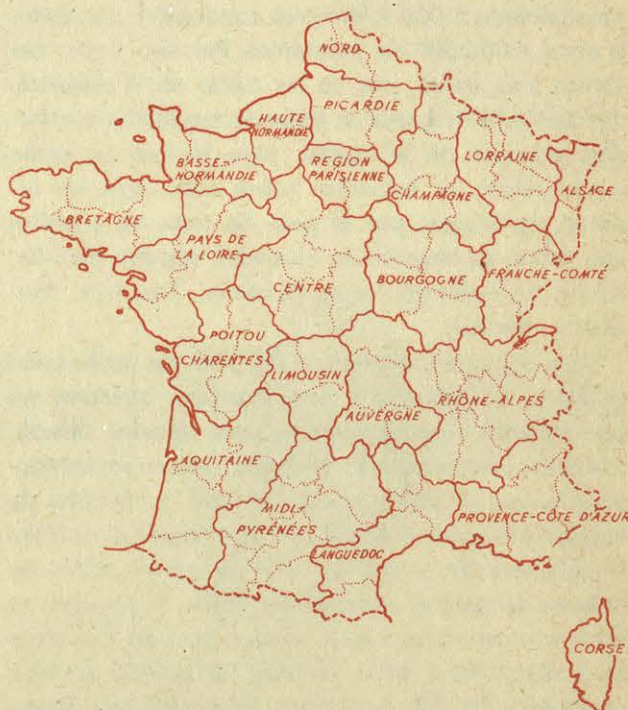 NORD
PICARDIE
HAUTE
NORMANDIE
BASSE-
NORMANDIE
REGION
PARISIENNE
LORRAINE
CHAMPAGNE
ALSACE
BRETAGNE
PAYS DE
LA LOIRE
CENTRE
BOURGOGNE
FRANCHE-COMTÉ
POITOU
CHARENTES
LIMOUSIN
AUVERGNE
RHÔNE-ALPES
AQUITAINE
MIDI-
PYRÉNÉES
LANGUEDOC
PROVENCE-CÔTE D'AZUR
CORSE